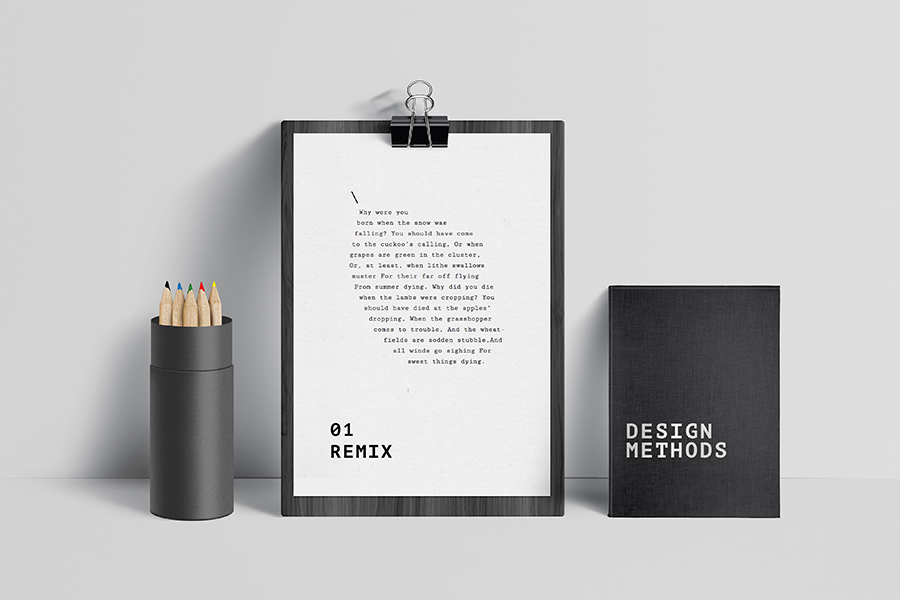 \
Why were you
born when the snow was
falling? You should have come
to the cuckoo's calling, Or when
grapes are green in the cluster,
Or, at least, when lithe swallows
muster For their far off flying
From summer dying. Why did you die
when the lambs were cropping? You
should have died at the apples'
dropping, When the grasshopper
comes to trouble, And the wheat-
fields are sodden stubble,And
all winds go sighing For
sweet things dying.
01
REMIX
DESIGN
METHODS